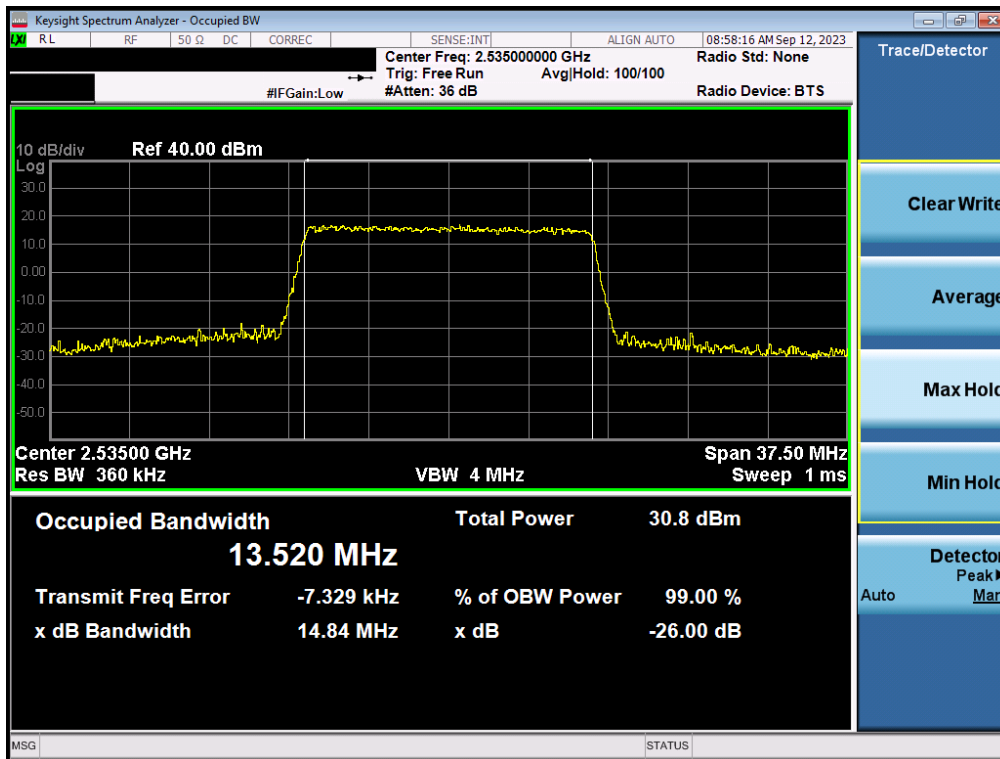 Keysight Spectrum Analyzer - Occupied BW
LXI RL RF 50 Ω DC CORREC SENSE:INT ALIGN AUTO 08:58:16 AM Sep 12, 2023
Center Freq: 2.535000000 GHz Radio Std: None
Trig: Free Run Avg|Hold: 100/100
#IFGain:Low #Atten: 36 dB Radio Device: BTS
Trace/Detector
10 dB/div Ref 40.00 dBm
Log
30.0
20.0
10.0
0.00
-10.0
-20.0
-30.0
-40.0
-50.0
Center 2.53500 GHz Span 37.50 MHz
Res BW 360 kHz VBW 4 MHz Sweep 1 ms
Occupied Bandwidth Total Power 30.8 dBm
13.520 MHz
Transmit Freq Error -7.329 kHz % of OBW Power 99.00 %
x dB Bandwidth 14.84 MHz x dB -26.00 dB
Clear Write
Average
Max Hold
Min Hold
Detector
Peak
Auto Man
MSG STATUS